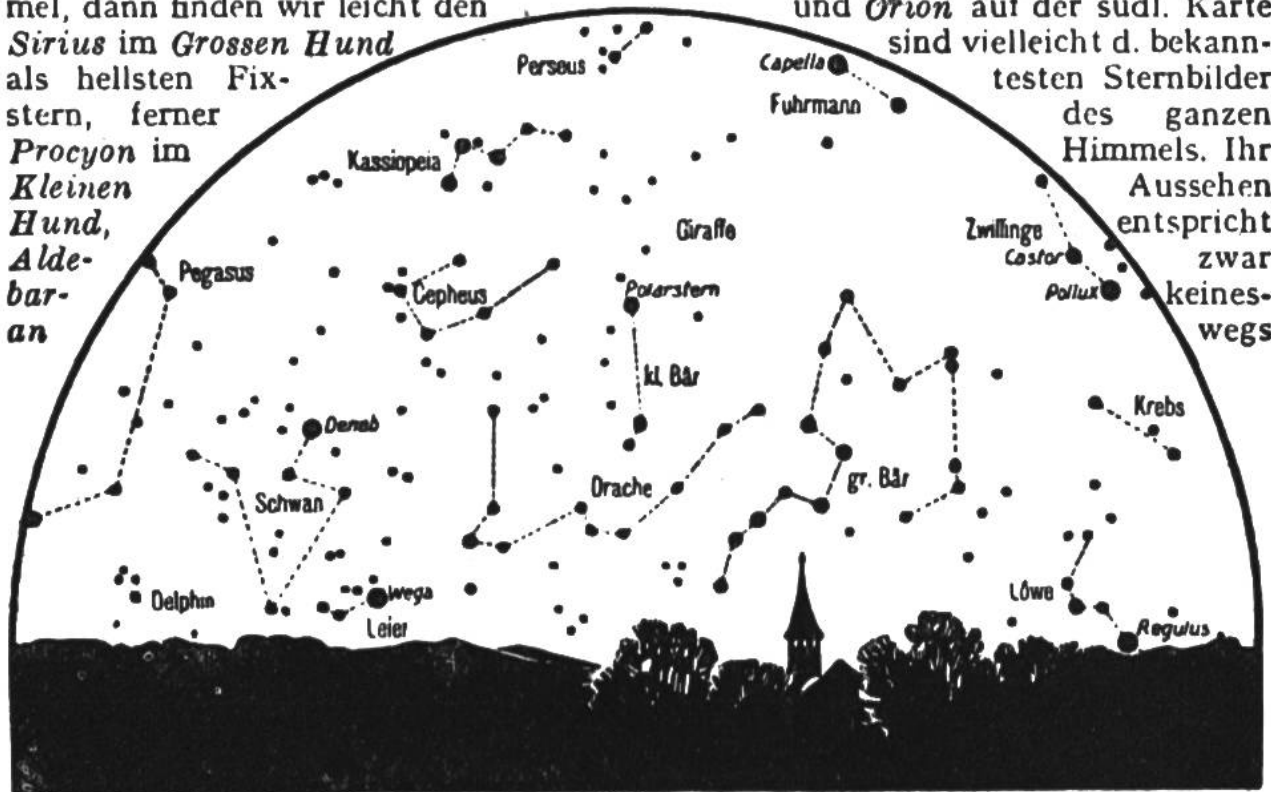 mel, dann finden wir leicht den
Sirius im Grossen Hund
als hellsten Fix-
stern, ferner
Procyon im
Kleinen
Hund,
Alde-
bar-
an
und Orion auf der südl. Karte
sind vielleicht d. bekann-
testen Sternbilder
des ganzen
Himmels. Ihr
Aussehen
entspricht
zwar
keines-
wegs
Perseus
Capella
Fuhrmann
Kassiopeia
Giraffe
Zwillinge
Castor
Pollux
Pegasus
Cepheus
Polarstern
kl. Bär
Krebs
Deneb
Schwan
Drache
gr. Bär
Delphin
Wega
Leier
Löwe
Regulus